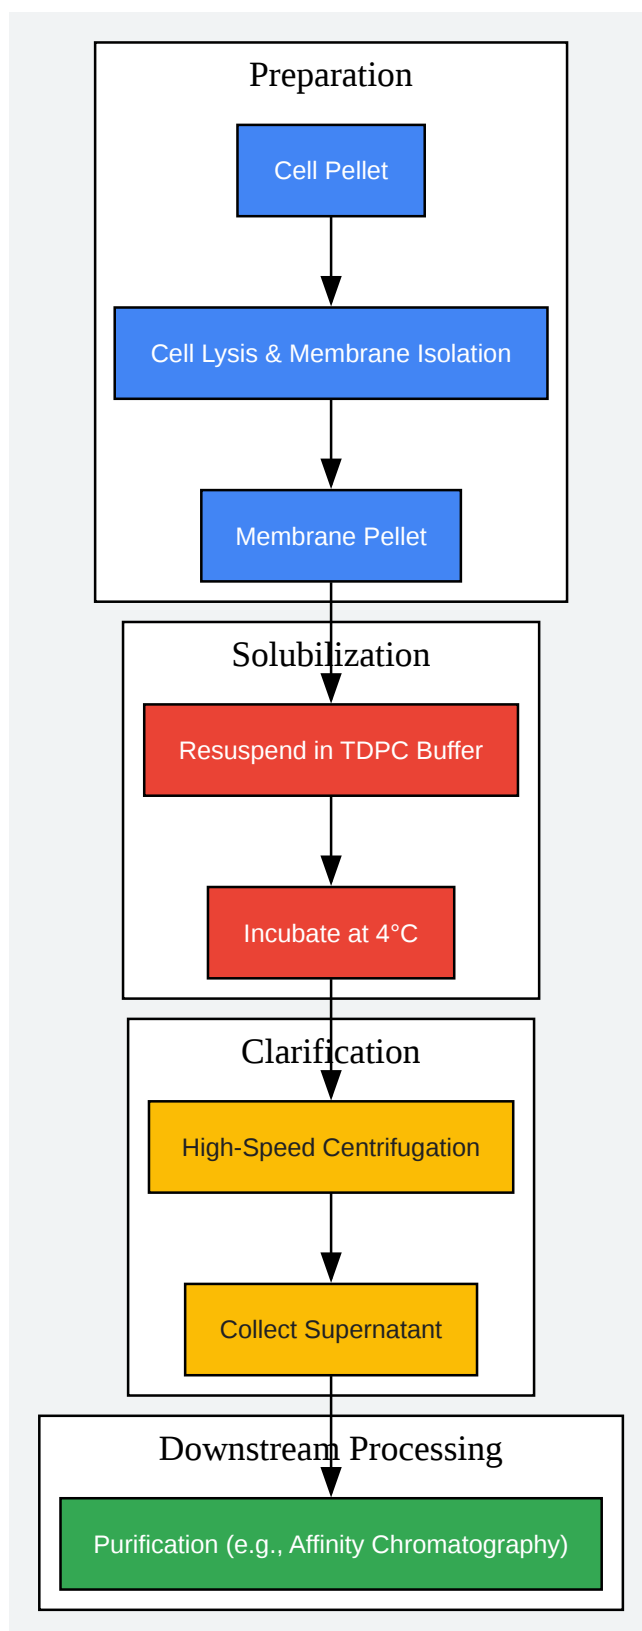 Preparation
Cell Pellet
Cell Lysis & Membrane Isolation
Membrane Pellet
Solubilization
Resuspend in TDPC Buffer
Incubate at 4°C
Clarification
High-Speed Centrifugation
Collect Supernatant
Downstream Processing
Purification (e.g., Affinity Chromatography)